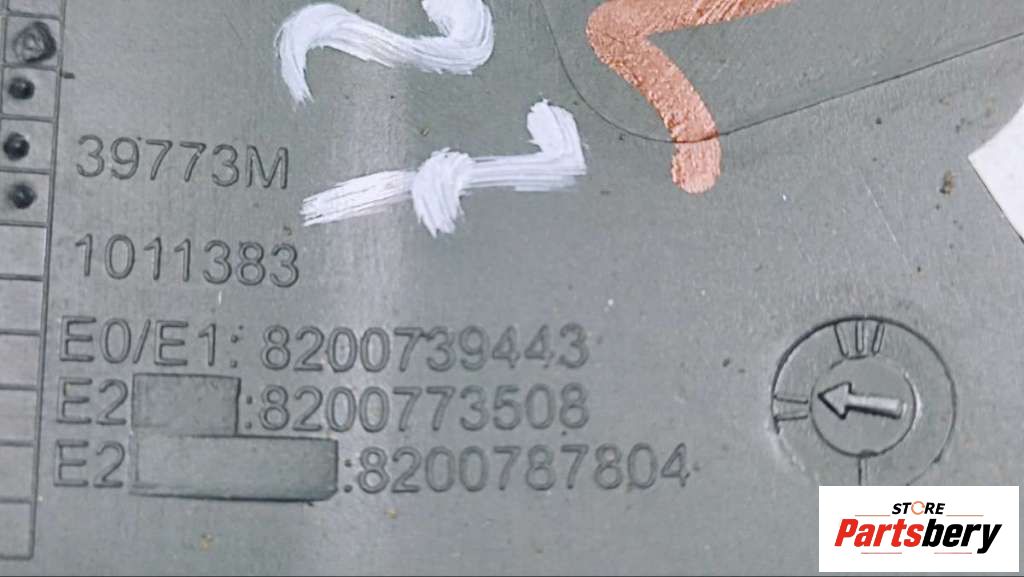 39773M
1011383
E0/E1: 8200739443
E2 :8200773508
E2 :8200787804
STORE
Partsbery